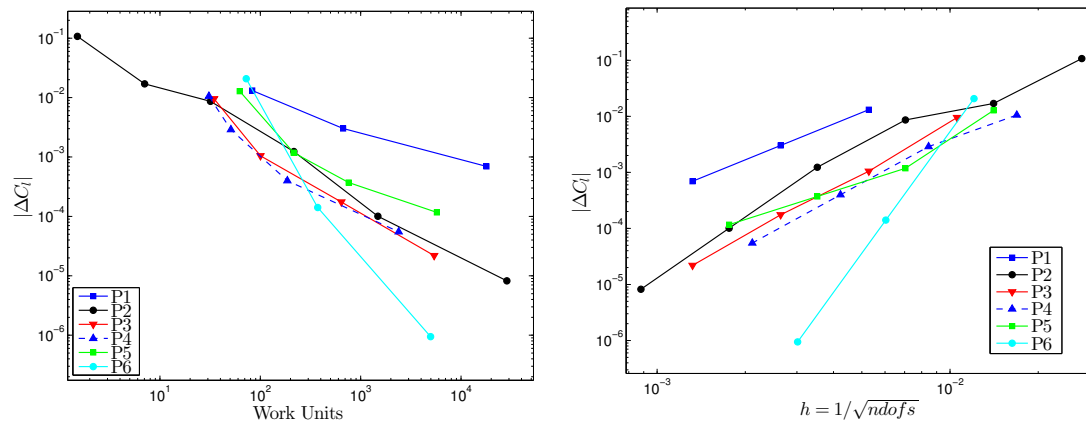 10^{-1}
10^{-2}
10^{-3}
10^{-4}
10^{-5}
10^{-6}
|ΔC_l|
P1
P2
P3
P4
P5
P6
10^1
10^2
10^3
10^4
Work Units
10^{-1}
10^{-2}
10^{-3}
10^{-4}
10^{-5}
10^{-6}
|ΔC_l|
P1
P2
P3
P4
P5
P6
10^{-3}
10^{-2}
h = 1/√ndofs